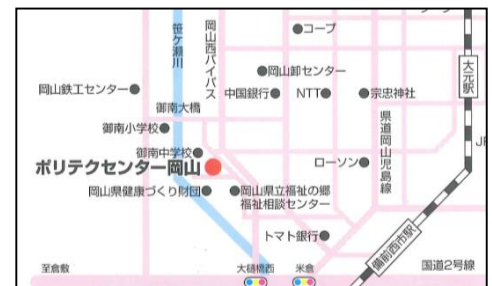 コープ
笹ケ瀬川
岡山西バイパス
岡山卸センター
大元駅
岡山鉄工センター
中国銀行
NTT
宗忠神社
御南大橋
御南小学校
県道岡山児島線
御南中学校
ポリテクセンター岡山
ローソン
岡山県健康づくり財団
岡山県立福祉の郷
福祉相談センター
トマト銀行
備前西市駅
至倉敷
大樋橋西
米倉
国道2号線